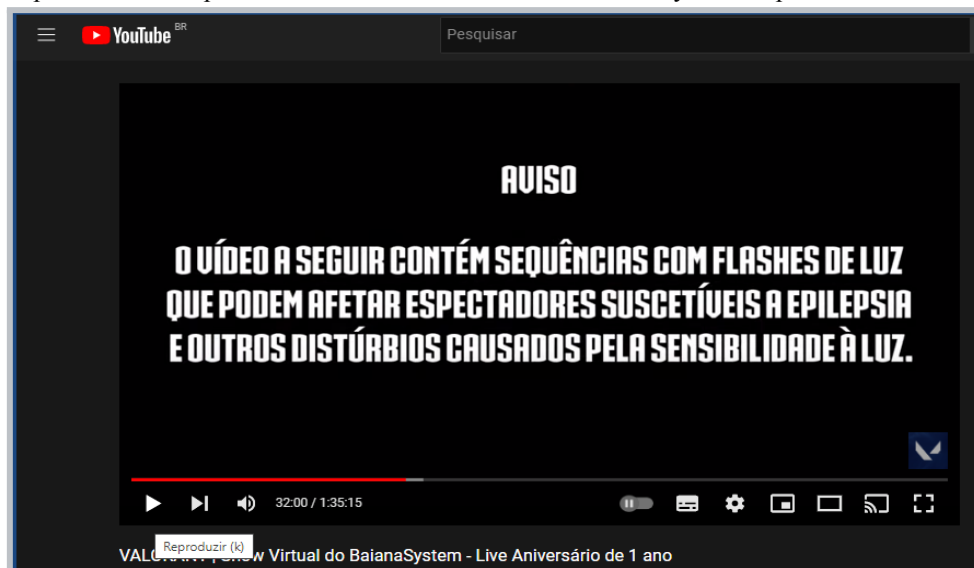 YouTube BR
Pesquisar
AVISO
O VÍDEO A SEGUIR CONTÉM SEQUÊNCIAS COM FLASHES DE LUZ
QUE PODEM AFETAR ESPECTADORES SUSCETÍVEIS A EPILEPSIA
E OUTROS DISTÚRBIOS CAUSADOS PELA SENSIBILIDADE À LUZ.
32:00 / 1:35:15
Reproduzir (k)
Virtual do BaianaSystem - Live Aniversário de 1 ano